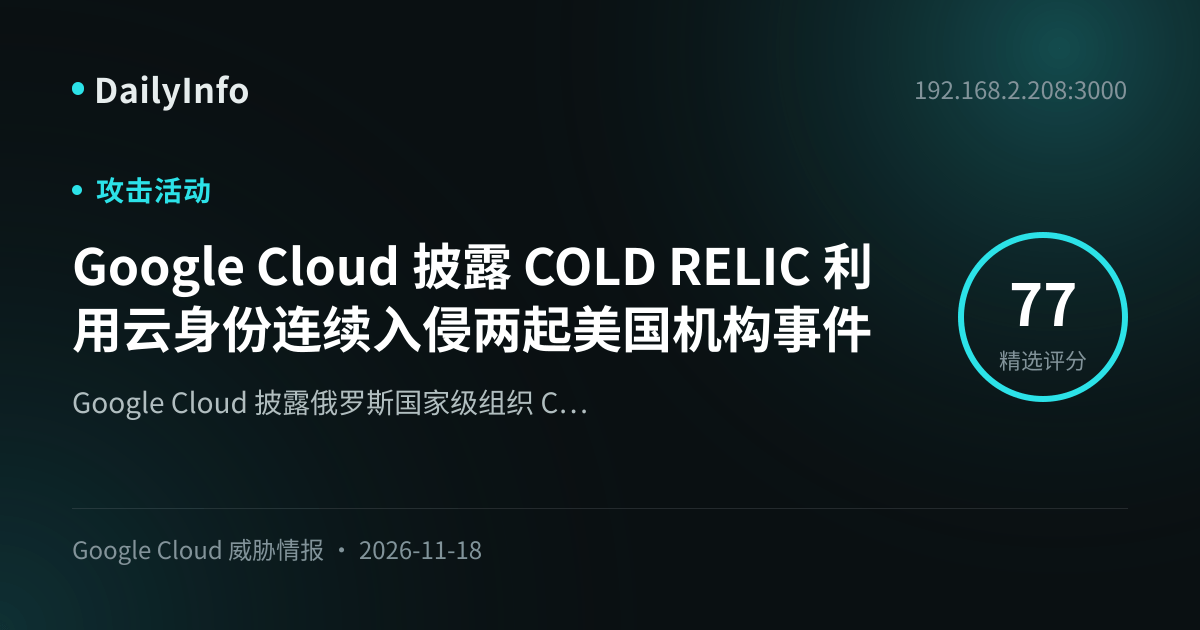 DailyInfo
192.168.2.208:3000
攻击活动
Google Cloud 披露 COLD RELIC 利
用云身份连续入侵两起美国机构事件
77
精选评分
Google Cloud 披露俄罗斯国家级组织 C…
Google Cloud 威胁情报 · 2026-11-18